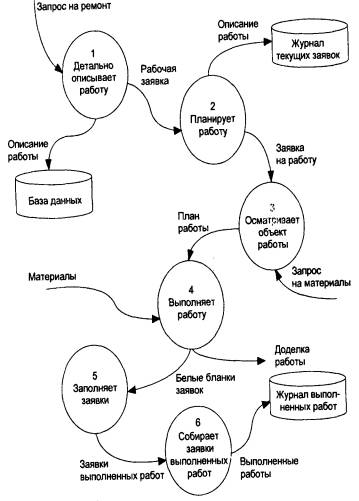 Запрос на ремонт
1
Детально
описывает
работу
Рабочая
заявка
Описание
работы
Журнал
текущих заявок
2
Планирует
работу
Описание
работы
База данных
Заявка
на работу
3
Осматривает
объект
работы
План
работы
Запрос
на материалы
Материалы
4
Выполняет
работу
Доделка
работы
Белые бланки
заявок
5
Заполняет
заявки
Журнал выпол-
ненных работ
6
Собирает
заявки
выполненных
работ
Заявки
выполненных работ
Выполненные
работы